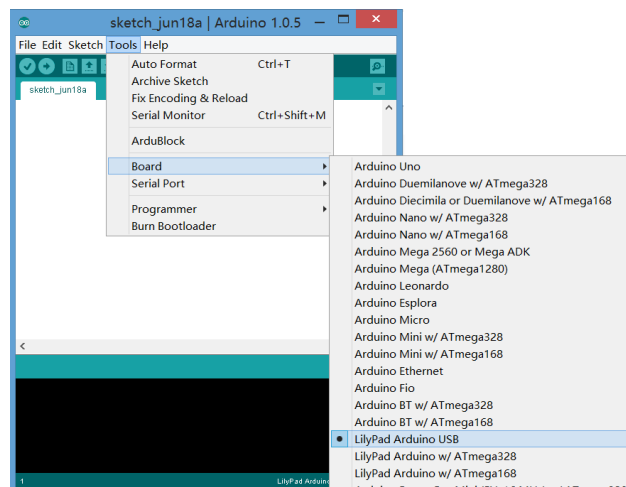 sketch_jun18a | Arduino 1.0.5
File Edit Sketch Tools Help
sketch_jun18a
Auto Format Ctrl+T
Archive Sketch
Fix Encoding & Reload
Serial Monitor Ctrl+Shift+M
ArduBlock
Board
Serial Port
Programmer
Burn Bootloader
Arduino Uno
Arduino Duemilanove w/ ATmega328
Arduino Diecimila or Duemilanove w/ ATmega168
Arduino Nano w/ ATmega328
Arduino Nano w/ ATmega168
Arduino Mega 2560 or Mega ADK
Arduino Mega (ATmega1280)
Arduino Leonardo
Arduino Esplora
Arduino Micro
Arduino Mini w/ ATmega328
Arduino Mini w/ ATmega168
Arduino Ethernet
Arduino Fio
Arduino BT w/ ATmega328
Arduino BT w/ ATmega168
LilyPad Arduino USB
LilyPad Arduino w/ ATmega328
LilyPad Arduino w/ ATmega168
1 LilyPad Arduino